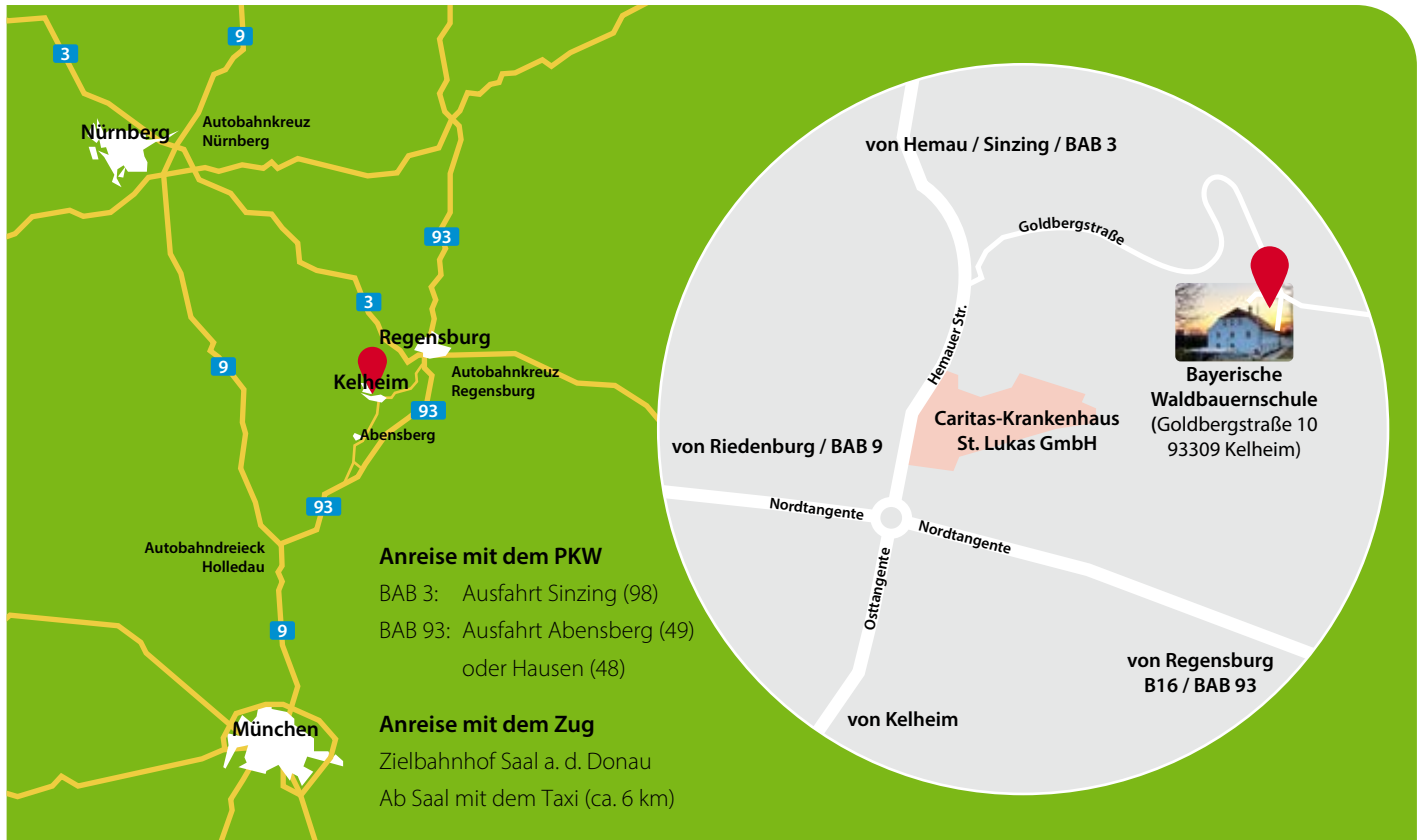 9
3
Nürnberg
Autobahnkreuz
Nürnberg
93
3
Regensburg
9
Kelheim
Autobahnkreuz
Regensburg
93
Abensberg
93
Autobahndreieck
Holledau
9
München
Anreise mit dem PKW
BAB 3: Ausfahrt Sinzing (98)
BAB 93: Ausfahrt Abensberg (49)
oder Hausen (48)
Anreise mit dem Zug
Zielbahnhof Saal a. d. Donau
Ab Saal mit dem Taxi (ca. 6 km)
von Hemau / Sinzing / BAB 3
Goldbergstraße
Hemauer Str.
Bayerische
Waldbauernschule
(Goldbergstraße 10
93309 Kelheim)
Caritas-Krankenhaus
St. Lukas GmbH
von Riedenburg / BAB 9
Nordtangente
Nordtangente
Osttangente
von Regensburg
B16 / BAB 93
von Kelheim